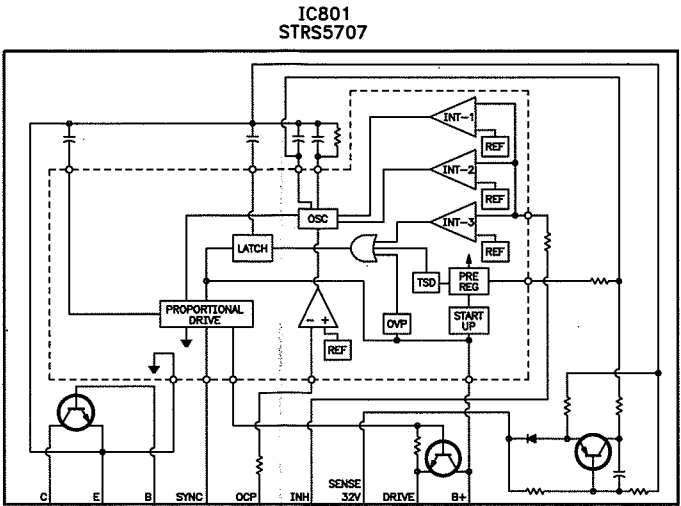 IC801
STRS5707
INT-1
REF
INT-2
REF
OSC
INT-3
LATCH
REF
TSD
PRE
REG
PROPORTIONAL
DRIVE
- +
OVP
START
UP
REF
C
E
B
SYNC
OCP
INH
SENSE
32V
DRIVE
B+